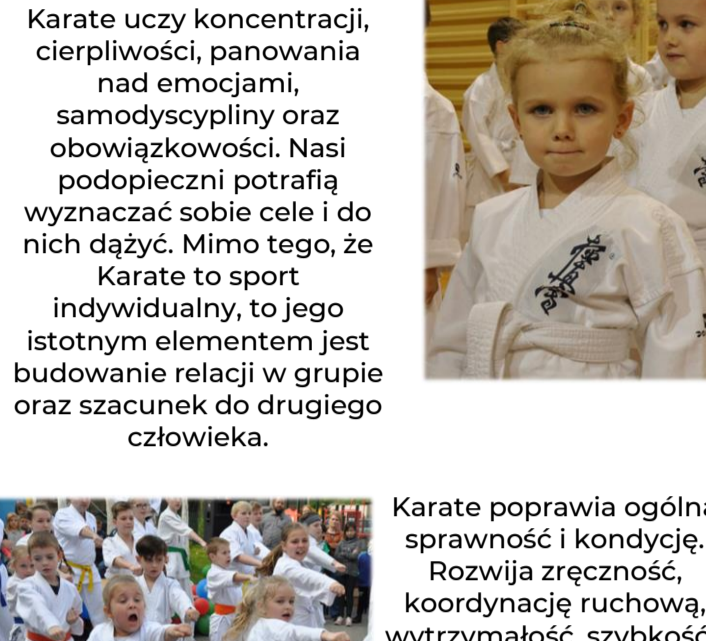 Karate uczy koncentracji,
cierpliwości, panowania
nad emocjami,
samodyscypliny oraz
obowiązkowości. Nasi
podopieczni potrafią
wyznaczać sobie cele i do
nich dążyć. Mimo tego, że
Karate to sport
indywidualny, to jego
istotnym elementem jest
budowanie relacji w grupie
oraz szacunek do drugiego
człowieka.
Karate poprawia ogólną
sprawność i kondycję.
Rozwija zręczność,
koordynację ruchową,
wytrzymałość, szybkość